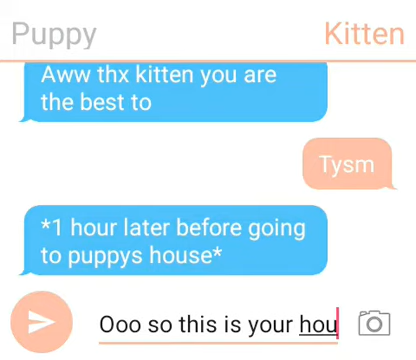 Puppy Kitten
Aww thx kitten you are
the best to
Tysm
*1 hour later before going
to puppys house*
Ooo so this is your hou